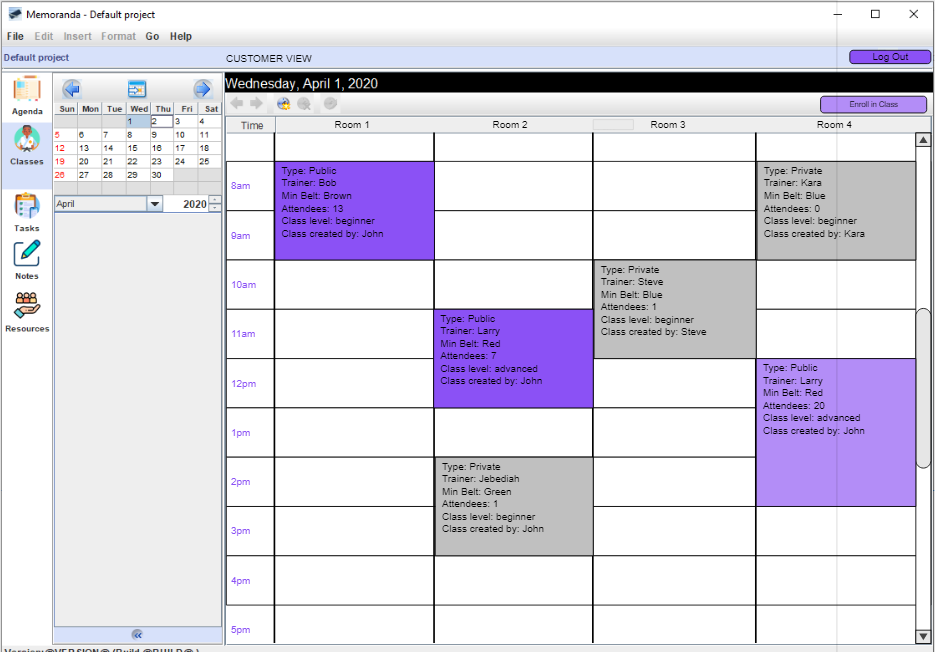 Memoranda - Default project
File Edit Insert Format Go Help
Default project
CUSTOMER VIEW
Log Out
Agenda
Classes
Tasks
Notes
Resources
Sun Mon Tue Wed Thu Fri Sat
1 2 3 4
5 6 7 8 9 10 11
12 13 14 15 16 17 18
19 20 21 22 23 24 25
26 27 28 29 30
April
2020
Wednesday, April 1, 2020
Enroll in Class
Time Room 1 Room 2 Room 3 Room 4
8am
9am
10am
11am
12pm
1pm
2pm
3pm
4pm
5pm
Type: Public
Trainer: Bob
Min Belt: Brown
Attendees: 13
Class level: beginner
Class created by: John
Type: Public
Trainer: Larry
Min Belt: Red
Attendees: 7
Class level: advanced
Class created by: John
Type: Private
Trainer: Jebediah
Min Belt: Green
Attendees: 1
Class level: beginner
Class created by: John
Type: Private
Trainer: Steve
Min Belt: Blue
Attendees: 1
Class level: beginner
Class created by: Steve
Type: Private
Trainer: Kara
Min Belt: Blue
Attendees: 0
Class level: beginner
Class created by: Kara
Type: Public
Trainer: Larry
Min Belt: Red
Attendees: 20
Class level: advanced
Class created by: John
Version:@VERSION@ (Build @BUILD@ )